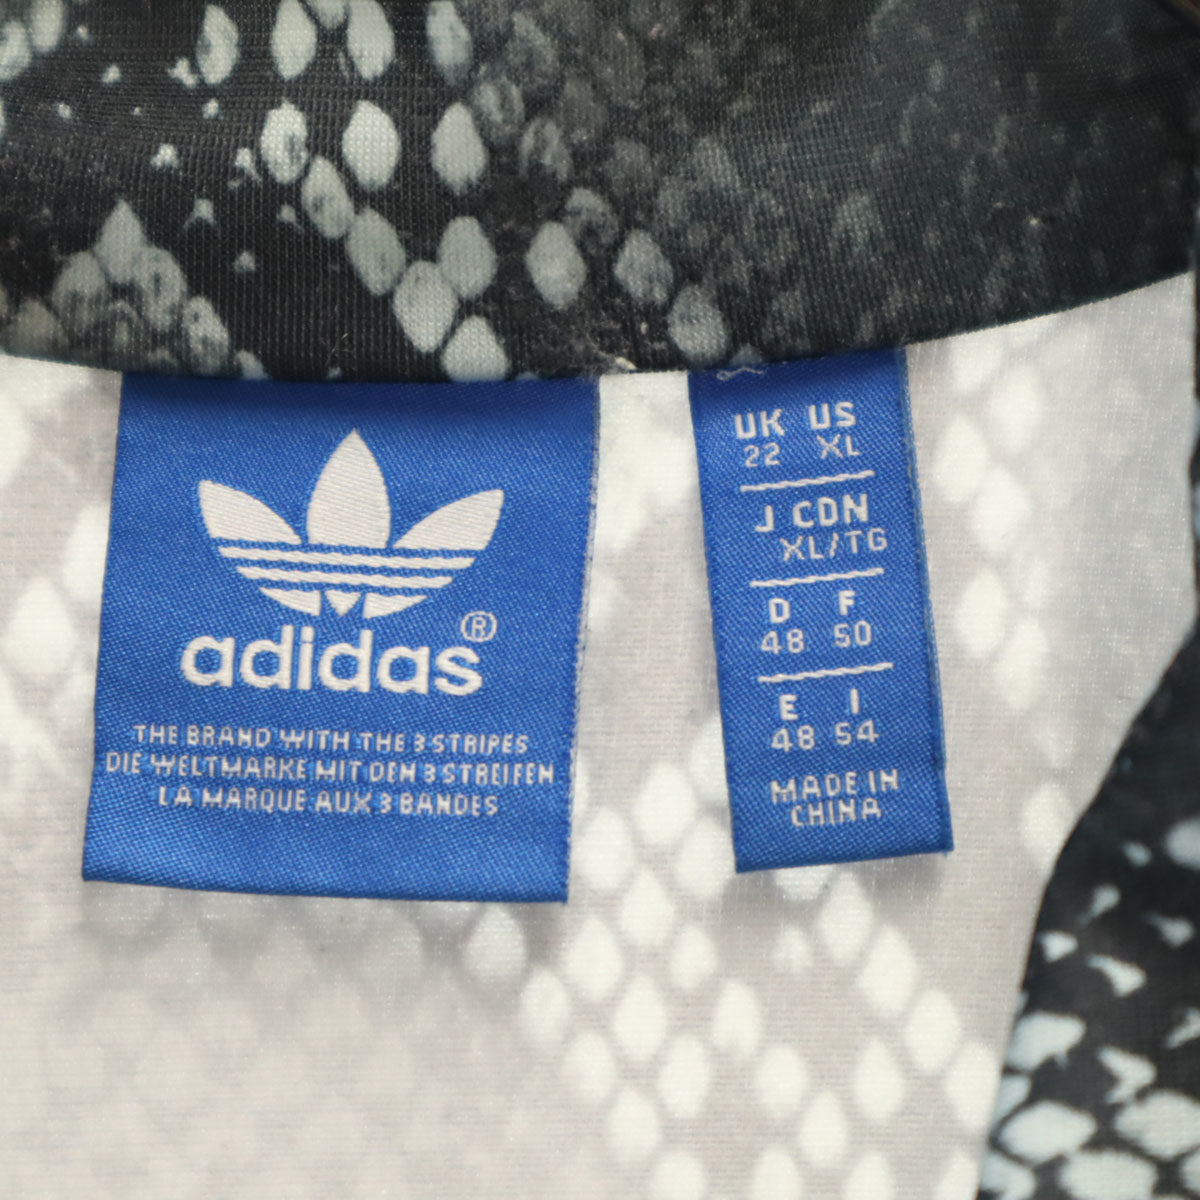 adidas®
THE BRAND WITH THE 3 STRIPES
DIE WELTMARKE MIT DEN 3 STREIFEN
LA MARQUE AUX 3 BANDES
UK US
22 XL
J CDN
XL/TG
D F
48 50
E I
48 54
MADE IN
CHINA